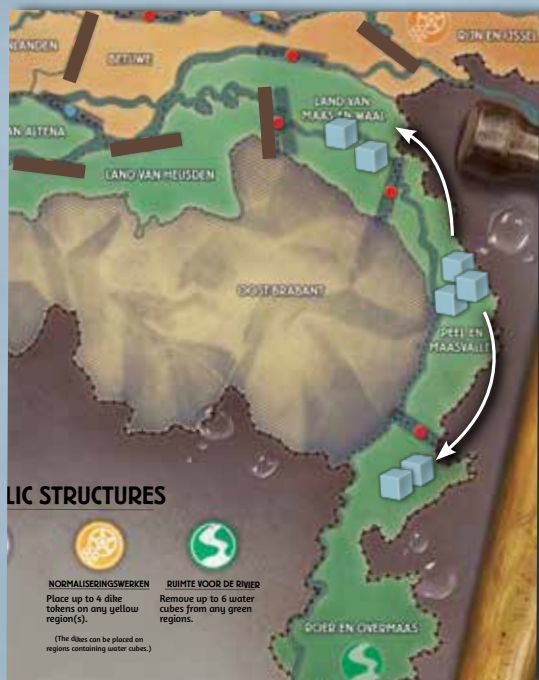 NLANDEN
BETUWE
RIJN EN IJSSEL
LAND VAN
MAAS EN WAAL
AN ALTENA
LAND VAN HEUSDEN
OOST BRABANT
PEEL EN
MAASVALLE
LIC STRUCTURES
NORMALISERINGSWERKEN
Place up to 4 dike
tokens on any yellow
region(s).
(The dikes can be placed on
regions containing water cubes.)
RUIMTE VOOR DE RIVIER
Remove up to 6 water
cubes from any green
regions.
ROER EN OVERMAAS